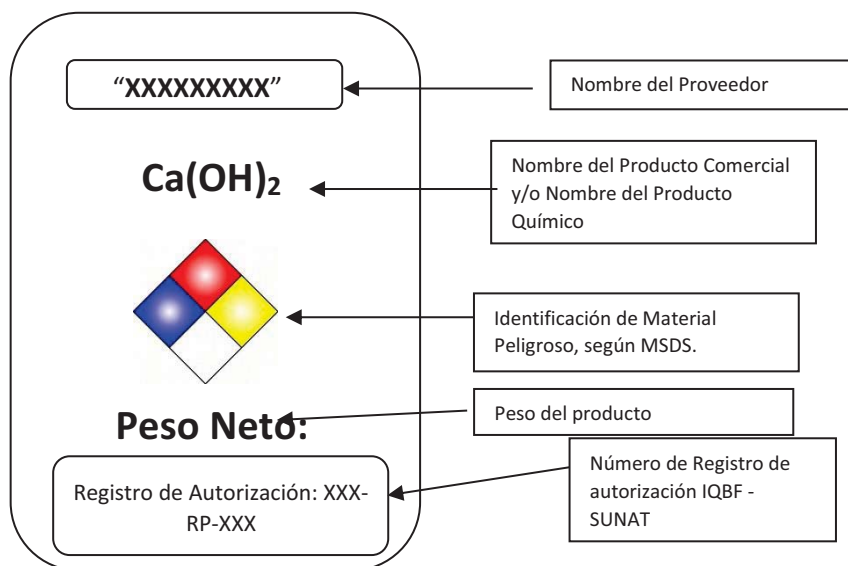 “XXXXXXXXX”
Nombre del Proveedor
Ca(OH)₂
Nombre del Producto Comercial
y/o Nombre del Producto
Químico
Identificación de Material
Peligroso, según MSDS.
Peso Neto:
Peso del producto
Registro de Autorización: XXX-
RP-XXX
Número de Registro de
autorización IQBF -
SUNAT